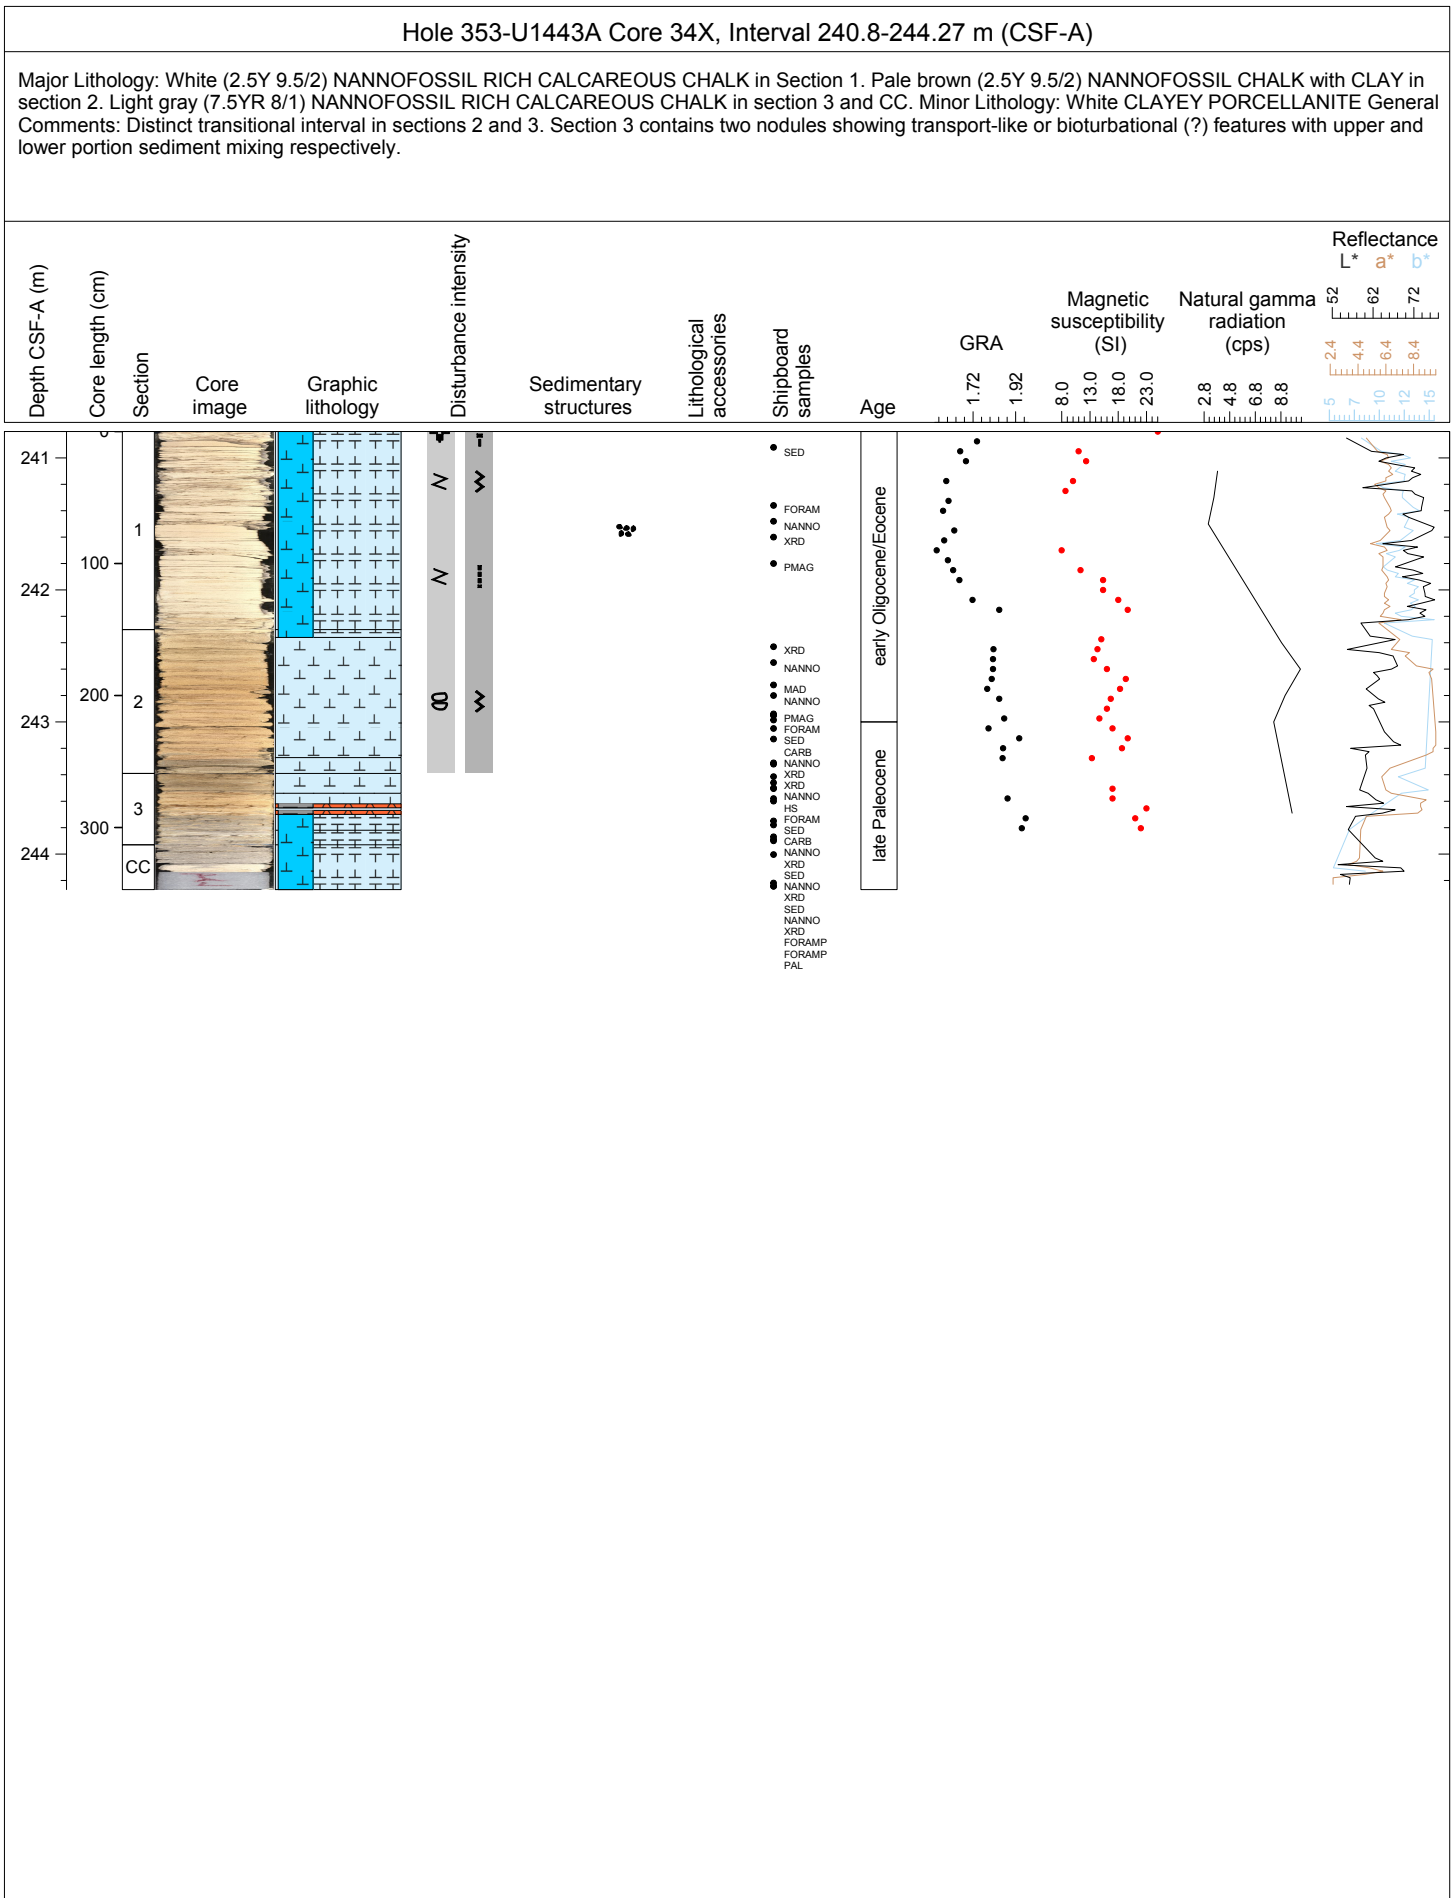 Hole 353-U1443A Core 34X, Interval 240.8-244.27 m (CSF-A)
Major Lithology: White (2.5Y 9.5/2) NANNOFOSSIL RICH CALCAREOUS CHALK in Section 1. Pale brown (2.5Y 9.5/2) NANNOFOSSIL CHALK with CLAY in
section 2. Light gray (7.5YR 8/1) NANNOFOSSIL RICH CALCAREOUS CHALK in section 3 and CC. Minor Lithology: White CLAYEY PORCELLANITE General
Comments: Distinct transitional interval in sections 2 and 3. Section 3 contains two nodules showing transport-like or bioturbational (?) features with upper and
lower portion sediment mixing respectively.
Depth CSF-A (m)
Core length (cm)
Section
Core
image
Graphic
lithology
Disturbance intensity
Sedimentary
structures
Lithological
accessories
Shipboard
samples
Age
GRA
1.72
1.92
Magnetic
susceptibility
(SI)
8.0
13.0
18.0
23.0
Natural gamma
radiation
(cps)
2.8
4.8
6.8
8.8
Reflectance
L* a* b*
52
62
72
2.4
4.4
6.4
8.4
5
7
10
12
15
241
242
243
244
0
100
200
300
1
2
3
CC
SED
FORAM
NANNO
XRD
PMAG
XRD
NANNO
MAD
NANNO
PMAG
FORAM
SED
CARB
NANNO
XRD
XRD
NANNO
HS
FORAM
SED
CARB
NANNO
XRD
SED
NANNO
XRD
SED
NANNO
XRD
FORAMP
FORAMP
PAL
early Oligocene/Eocene
late Paleocene